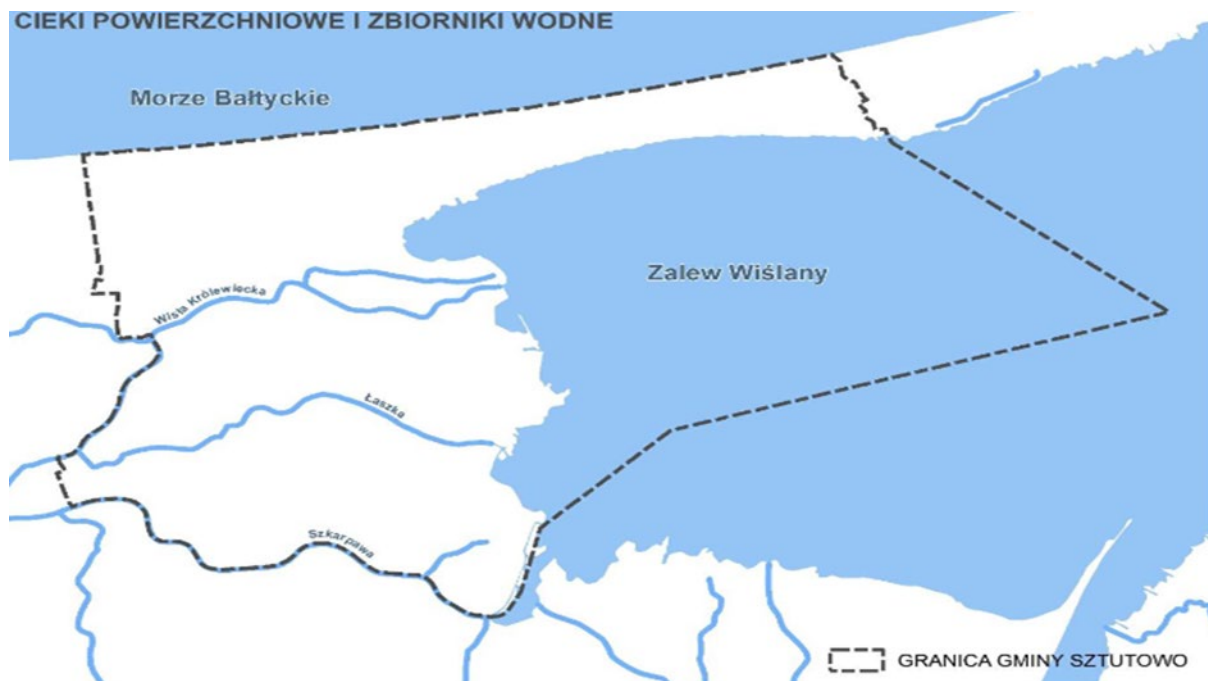 CIEKI POWIERZCHNIOWE I ZBIORNIKI WODNE
Morze Bałtyckie
Zalew Wiślany
Wisła Królewiecka
Łaszka
Szkarpawa
GRANICA GMINY SZTUTOWO